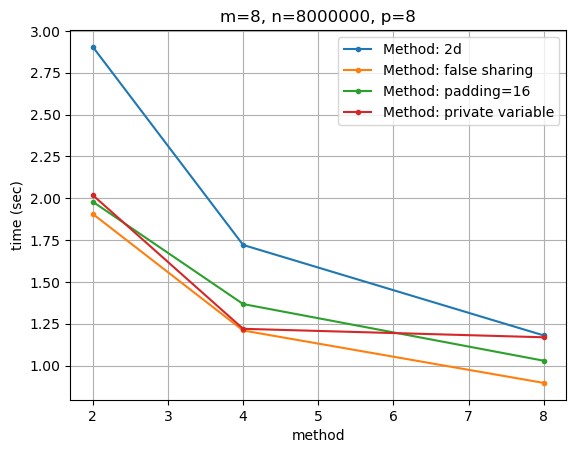 m=8, n=8000000, p=8
Method: 2d
Method: false sharing
Method: padding=16
Method: private variable
time (sec)
3.00
2.75
2.50
2.25
2.00
1.75
1.50
1.25
1.00
2 3 4 5 6 7 8
method